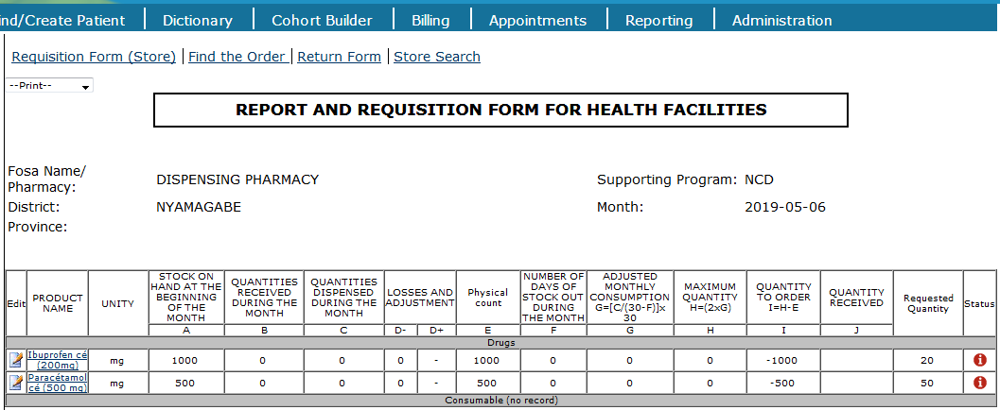 ind/Create Patient Dictionary Cohort Builder Billing Appointments Reporting Administration
Requisition Form (Store) Find the Order Return Form Store Search
--Print--
REPORT AND REQUISITION FORM FOR HEALTH FACILITIES
Fosa Name/
Pharmacy: DISPENSING PHARMACY Supporting Program: NCD
District: NYAMAGABE Month: 2019-05-06
Province:
Edit PRODUCT NAME UNITY STOCK ON HAND AT THE BEGINNING OF THE MONTH QUANTITIES RECEIVED DURING THE MONTH QUANTITIES DISPENSED DURING THE MONTH LOSSES AND ADJUSTMENT Physical count NUMBER OF DAYS OF STOCK OUT DURING THE MONTH ADJUSTED MONTHLY CONSUMPTION G=[C/(30-F)]x 30 MAXIMUM QUANTITY H=(2xG) QUANTITY TO ORDER I=H-E QUANTITY RECEIVED Requested Quantity Status
A B C D- D+ E F G H I J
Drugs
Ibuprofen cé (200mg) mg 1000 0 0 0 - 1000 0 0 0 -1000 20
Paracétamol cé (500 mg) mg 500 0 0 0 - 500 0 0 0 -500 50
Consumable (no record)